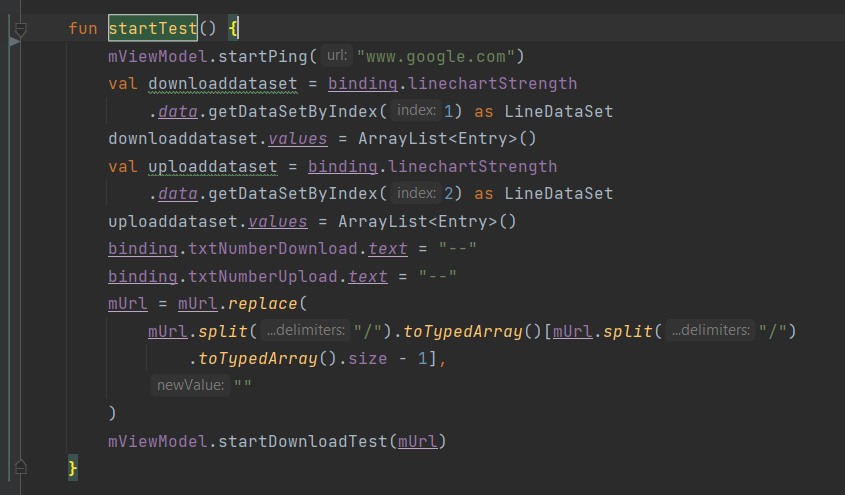 fun startTest() {
mViewModel.startPing( url: "www.google.com")
val downloaddataset = binding.linechartStrength
.data.getDataSetByIndex( index: 1) as LineDataSet
downloaddataset.values = ArrayList<Entry>()
val uploaddataset = binding.linechartStrength
.data.getDataSetByIndex( index: 2) as LineDataSet
uploaddataset.values = ArrayList<Entry>()
binding.txtNumberDownload.text = "--"
binding.txtNumberUpload.text = "--"
mUrl = mUrl.replace(
mUrl.split( ...delimiters: "/").toTypedArray()[mUrl.split( ...delimiters: "/")
.toTypedArray().size - 1],
newValue: ""
)
mViewModel.startDownloadTest(mUrl)
}